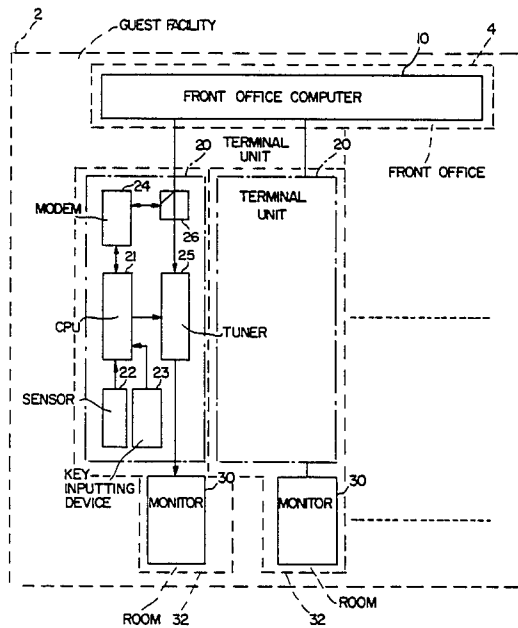 2
GUEST FACILITY
10
4
FRONT OFFICE COMPUTER
TERMINAL
UNIT
FRONT OFFICE
20
20
24
MODEM
26
TERMINAL
UNIT
21
25
CPU
TUNER
22
23
SENSOR
KEY
INPUTTING
DEVICE
30
MONITOR
30
MONITOR
ROOM
32
32
ROOM